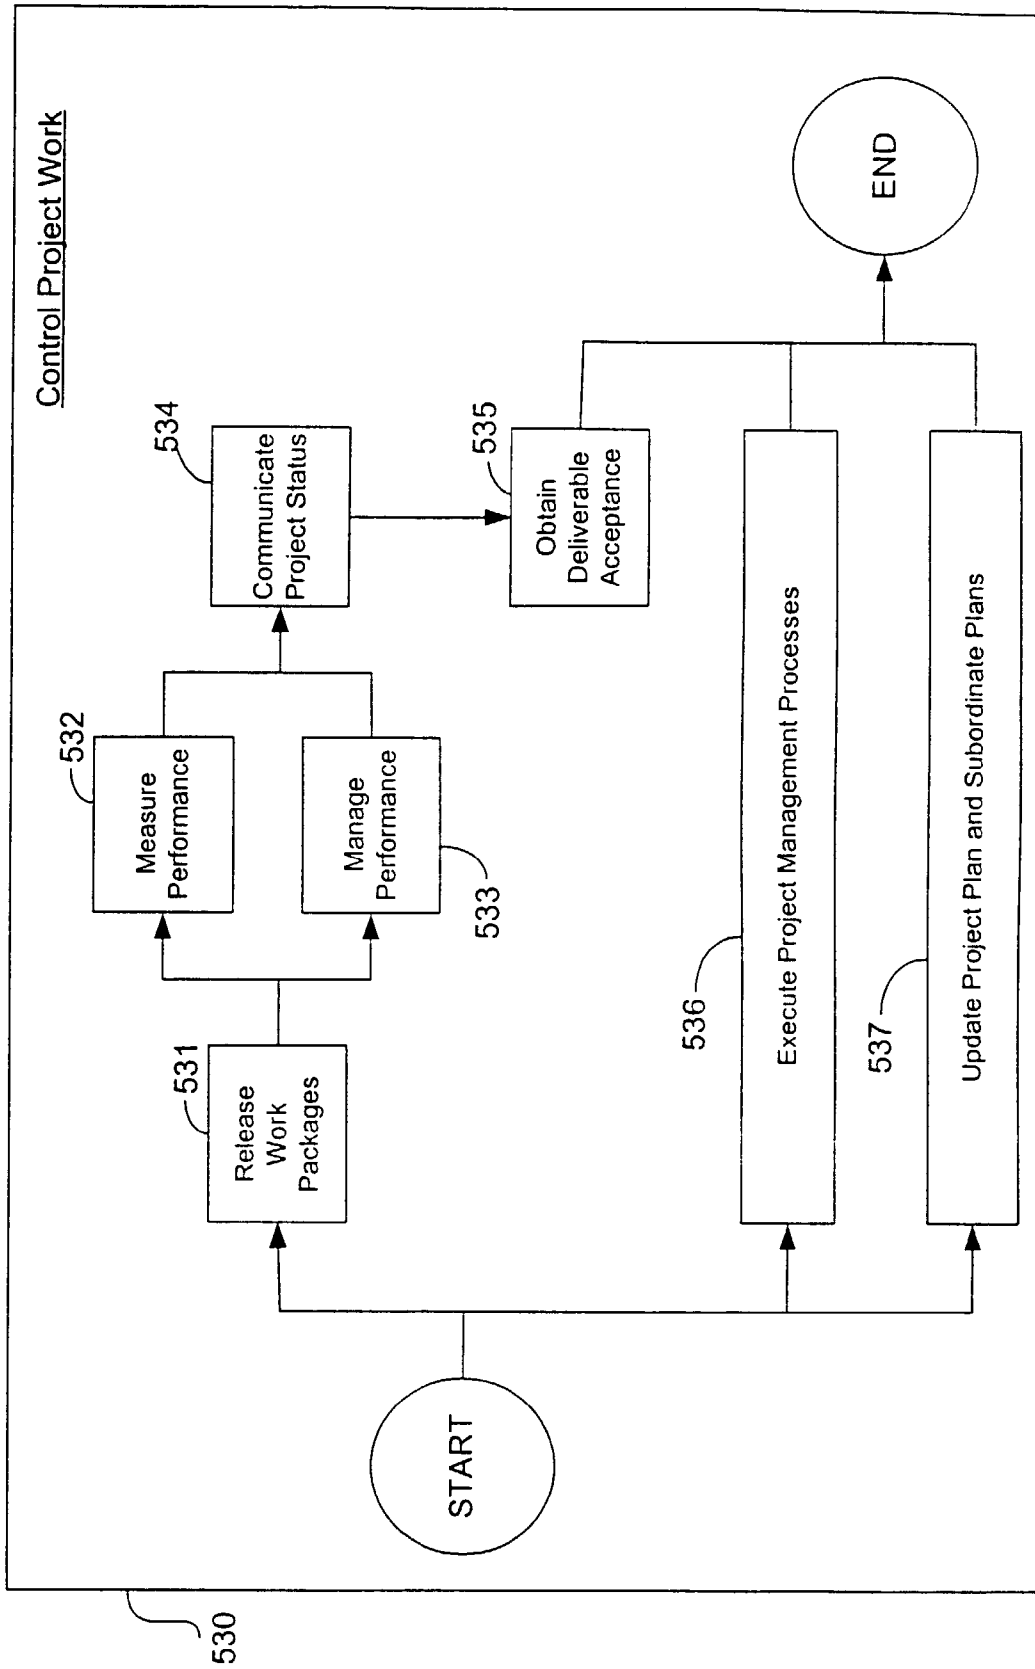 Control Project Work
530
START
531
Release
Work
Packages
532
Measure
Performance
Manage
Performance
533
534
Communicate
Project Status
535
Obtain
Deliverable
Acceptance
536
Execute Project Management Processes
537
Update Project Plan and Subordinate Plans
END